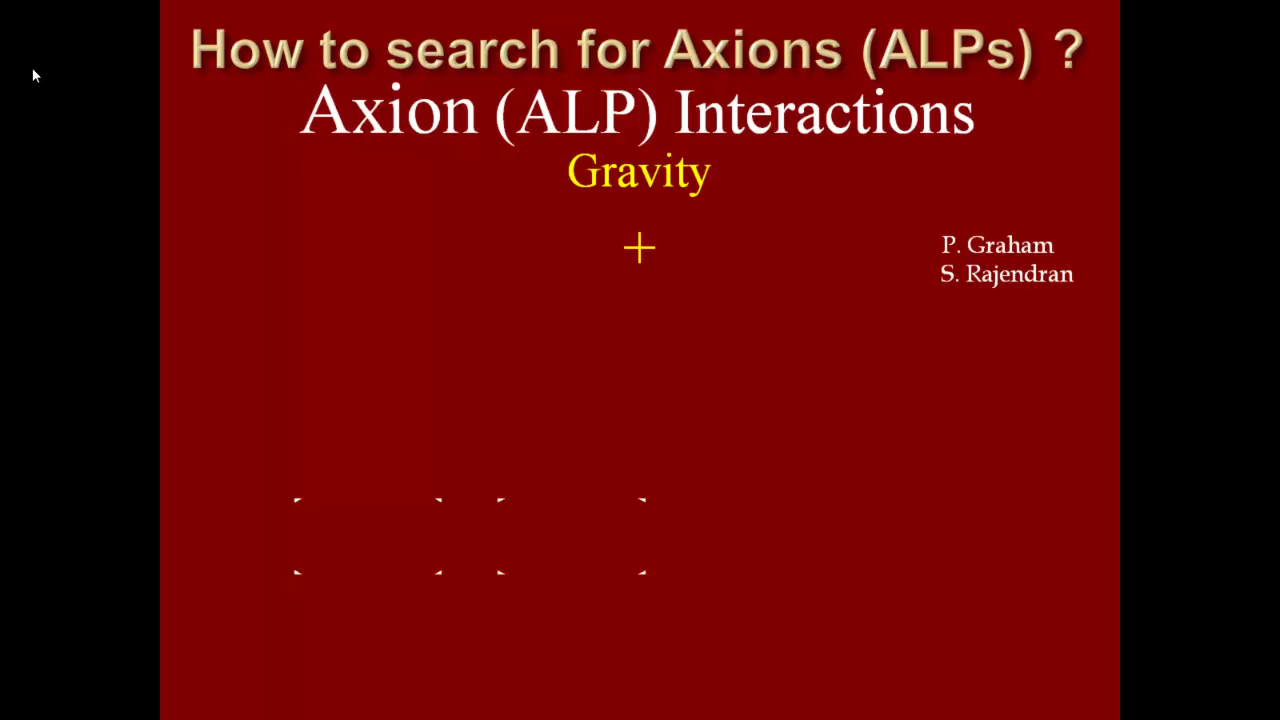 How to search for Axions (ALPs) ?
Axion (ALP) Interactions
Gravity
+
P. Graham
S. Rajendran